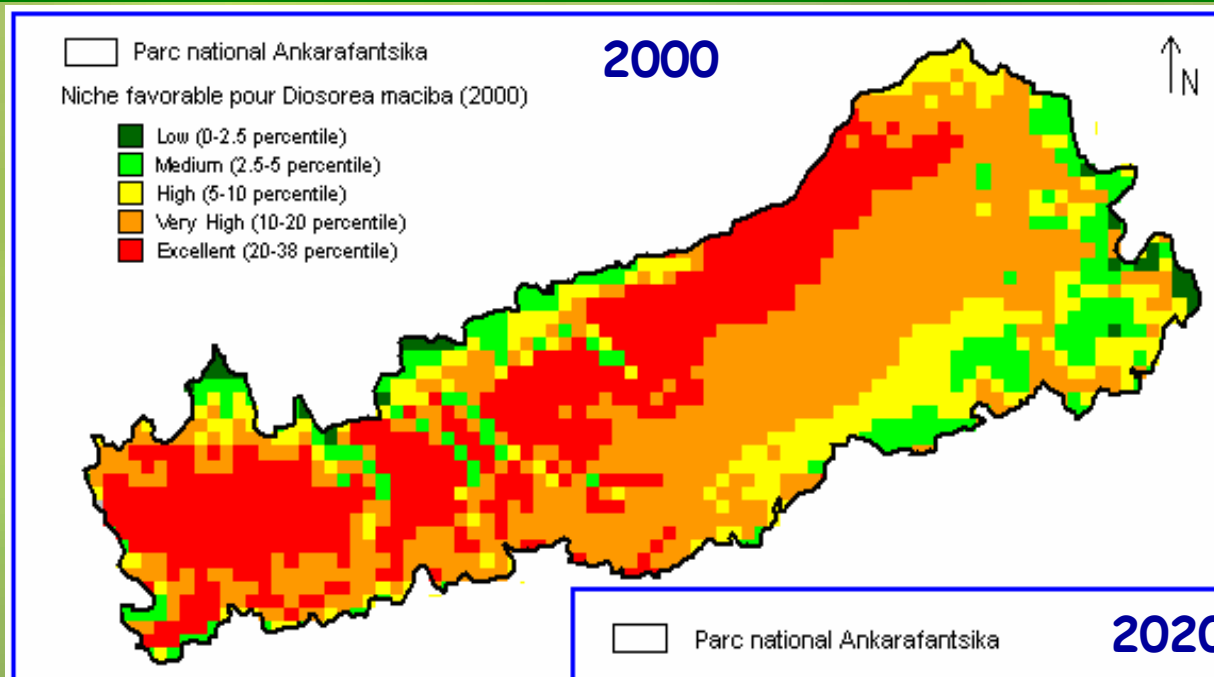 Parc national Ankarafantsika
2000
N
Niche favorable pour Diosorea maciba (2000)
Low (0-2.5 percentile)
Medium (2.5-5 percentile)
High (5-10 percentile)
Very High (10-20 percentile)
Excellent (20-38 percentile)
Parc national Ankarafantsika
2020